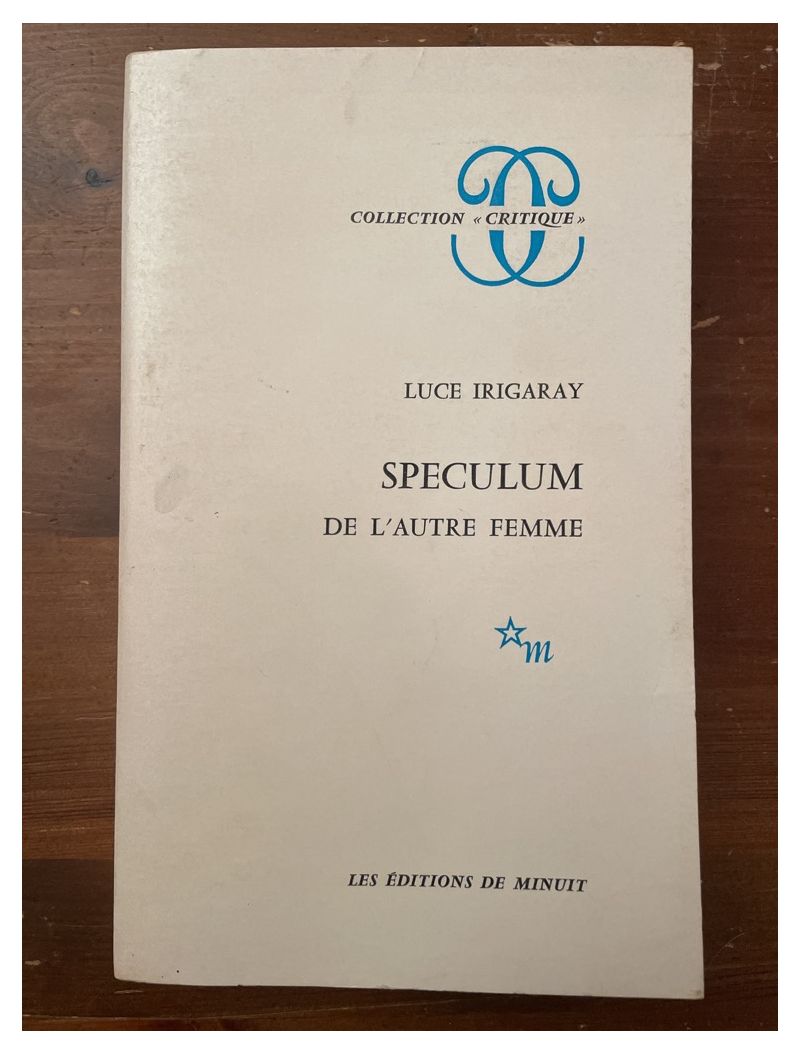 COLLECTION « CRITIQUE »
LUCE IRIGARAY
SPECULUM
DE L'AUTRE FEMME
m
LES ÉDITIONS DE MINUIT